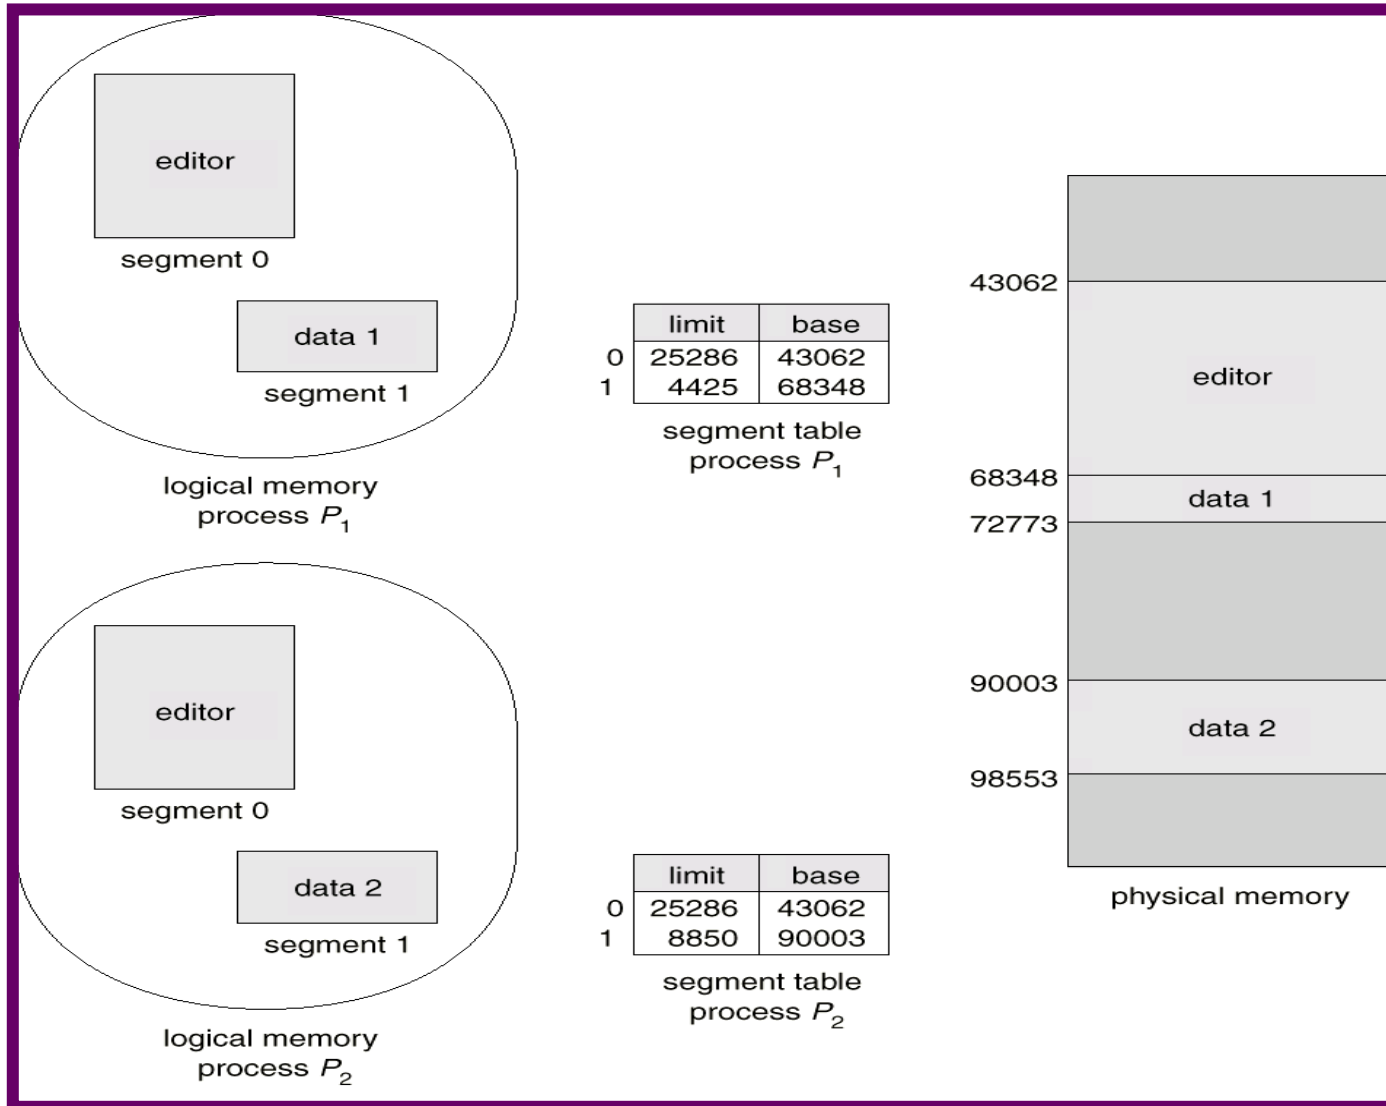 editor
segment 0
data 1
segment 1
logical memory
process P1
limit base
0 25286 43062
1 4425 68348
segment table
process P1
editor
segment 0
data 2
segment 1
logical memory
process P2
limit base
0 25286 43062
1 8850 90003
segment table
process P2
43062
editor
68348
data 1
72773
90003
data 2
98553
physical memory